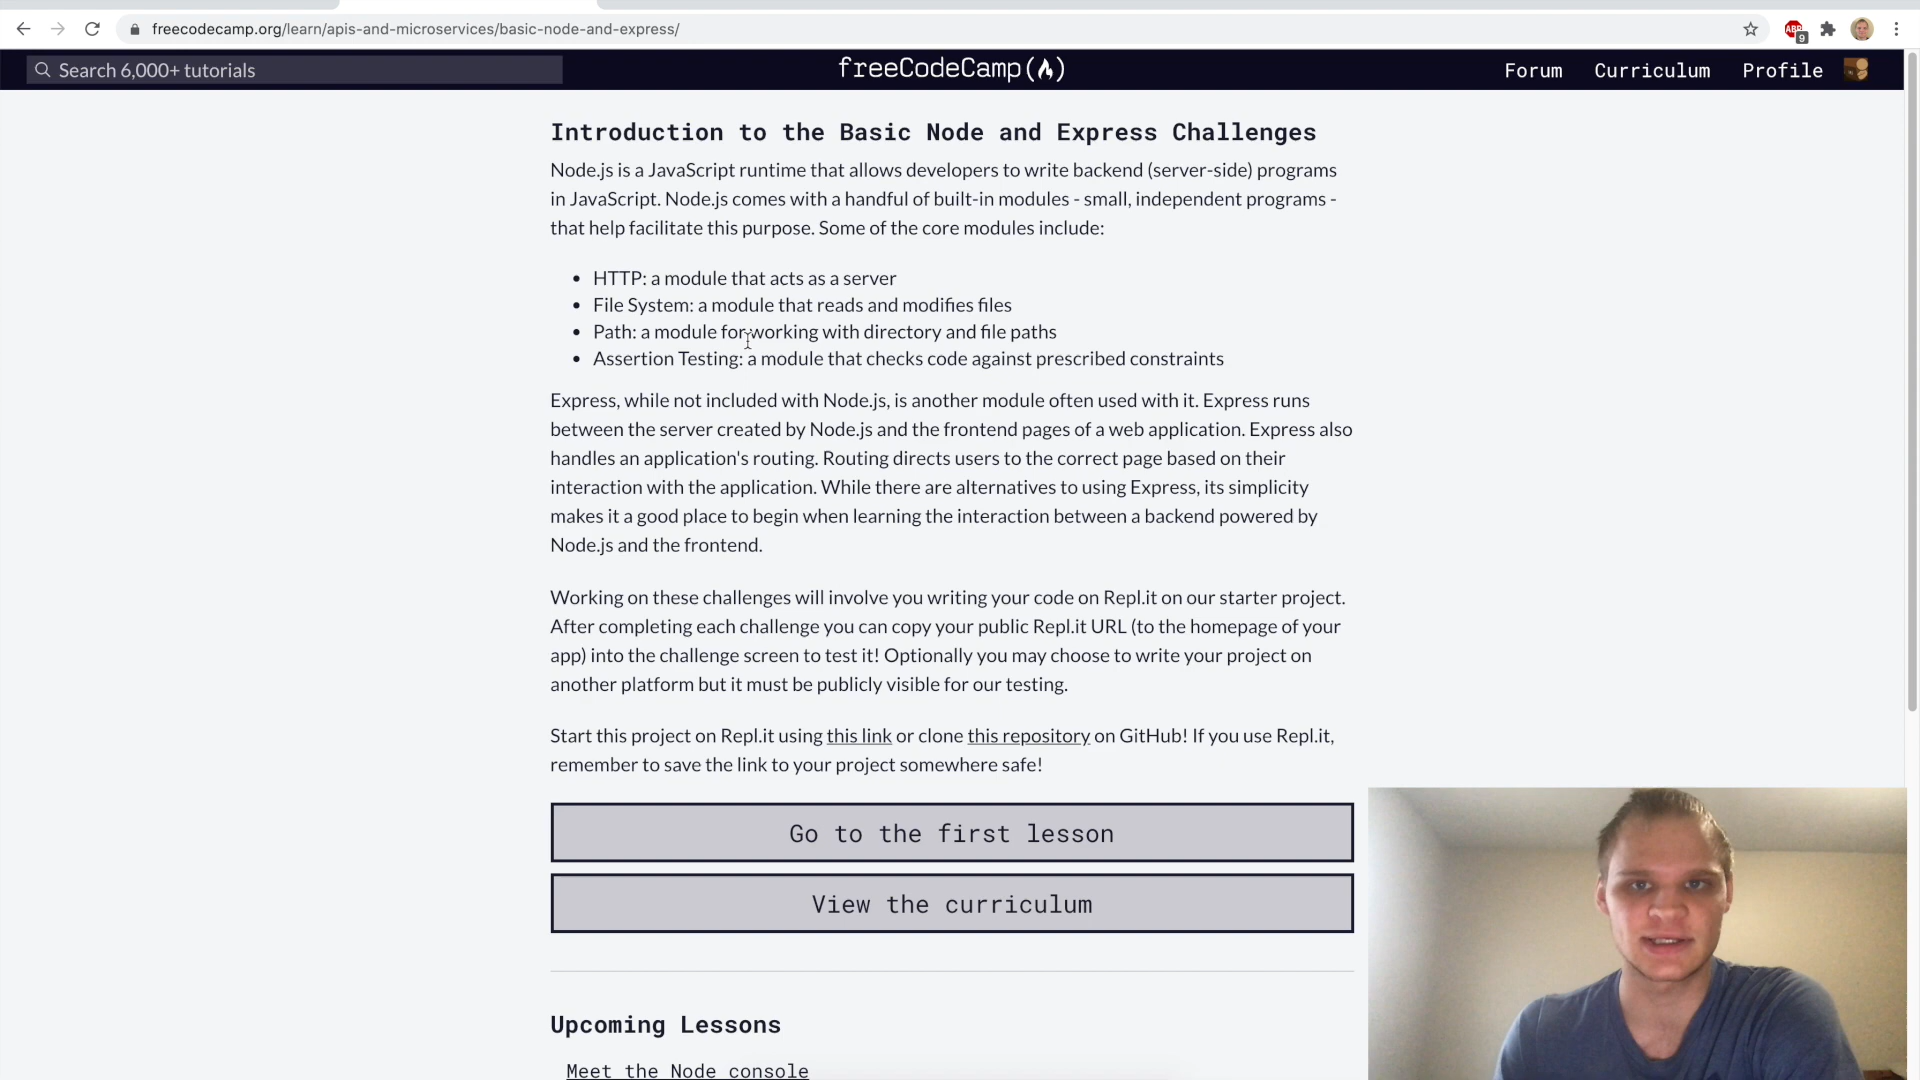 freecodecamp.org/learn/apis-and-microservices/basic-node-and-express/
ABP
9
Search 6,000+ tutorials
freeCodeCamp
Forum
Curriculum
Profile
Introduction to the Basic Node and Express Challenges
Node.js is a JavaScript runtime that allows developers to write backend (server-side) programs
in JavaScript. Node.js comes with a handful of built-in modules - small, independent programs -
that help facilitate this purpose. Some of the core modules include:
• HTTP: a module that acts as a server
• File System: a module that reads and modifies files
• Path: a module for working with directory and file paths
• Assertion Testing: a module that checks code against prescribed constraints
Express, while not included with Node.js, is another module often used with it. Express runs
between the server created by Node.js and the frontend pages of a web application. Express also
handles an application's routing. Routing directs users to the correct page based on their
interaction with the application. While there are alternatives to using Express, its simplicity
makes it a good place to begin when learning the interaction between a backend powered by
Node.js and the frontend.
Working on these challenges will involve you writing your code on Repl.it on our starter project.
After completing each challenge you can copy your public Repl.it URL (to the homepage of your
app) into the challenge screen to test it! Optionally you may choose to write your project on
another platform but it must be publicly visible for our testing.
Start this project on Repl.it using this link or clone this repository on GitHub! If you use Repl.it,
remember to save the link to your project somewhere safe!
Go to the first lesson
View the curriculum
Upcoming Lessons
Meet the Node console